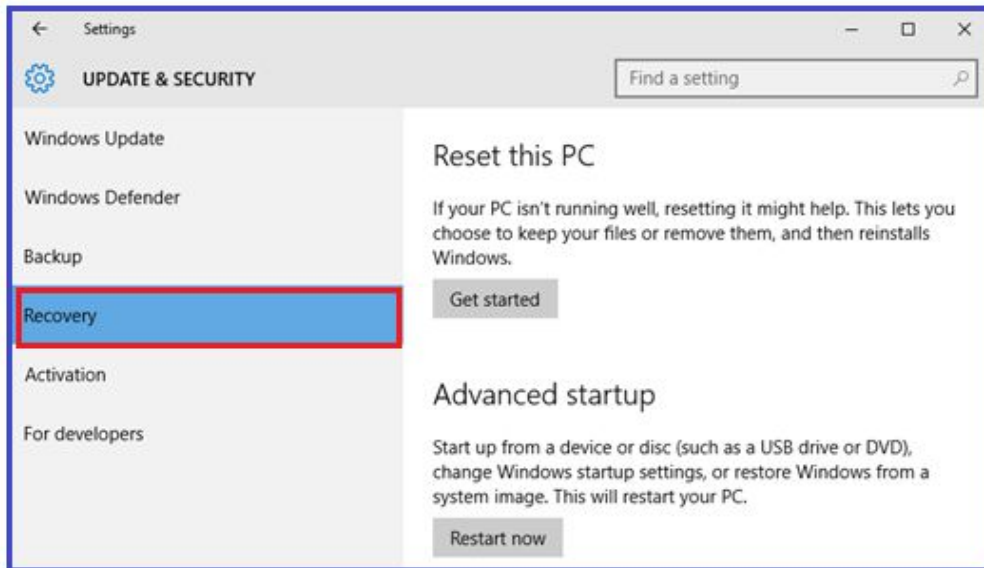 Settings
UPDATE & SECURITY
Find a setting
Windows Update
Windows Defender
Backup
Recovery
Activation
For developers
Reset this PC
If your PC isn't running well, resetting it might help. This lets you
choose to keep your files or remove them, and then reinstalls
Windows.
Get started
Advanced startup
Start up from a device or disc (such as a USB drive or DVD),
change Windows startup settings, or restore Windows from a
system image. This will restart your PC.
Restart now